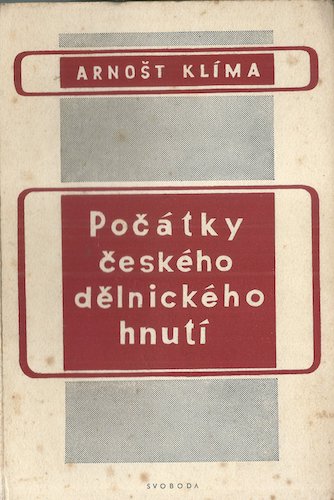 ARNOŠT KLÍMA
Počátky
českého
dělnického
hnutí
SVOBODA